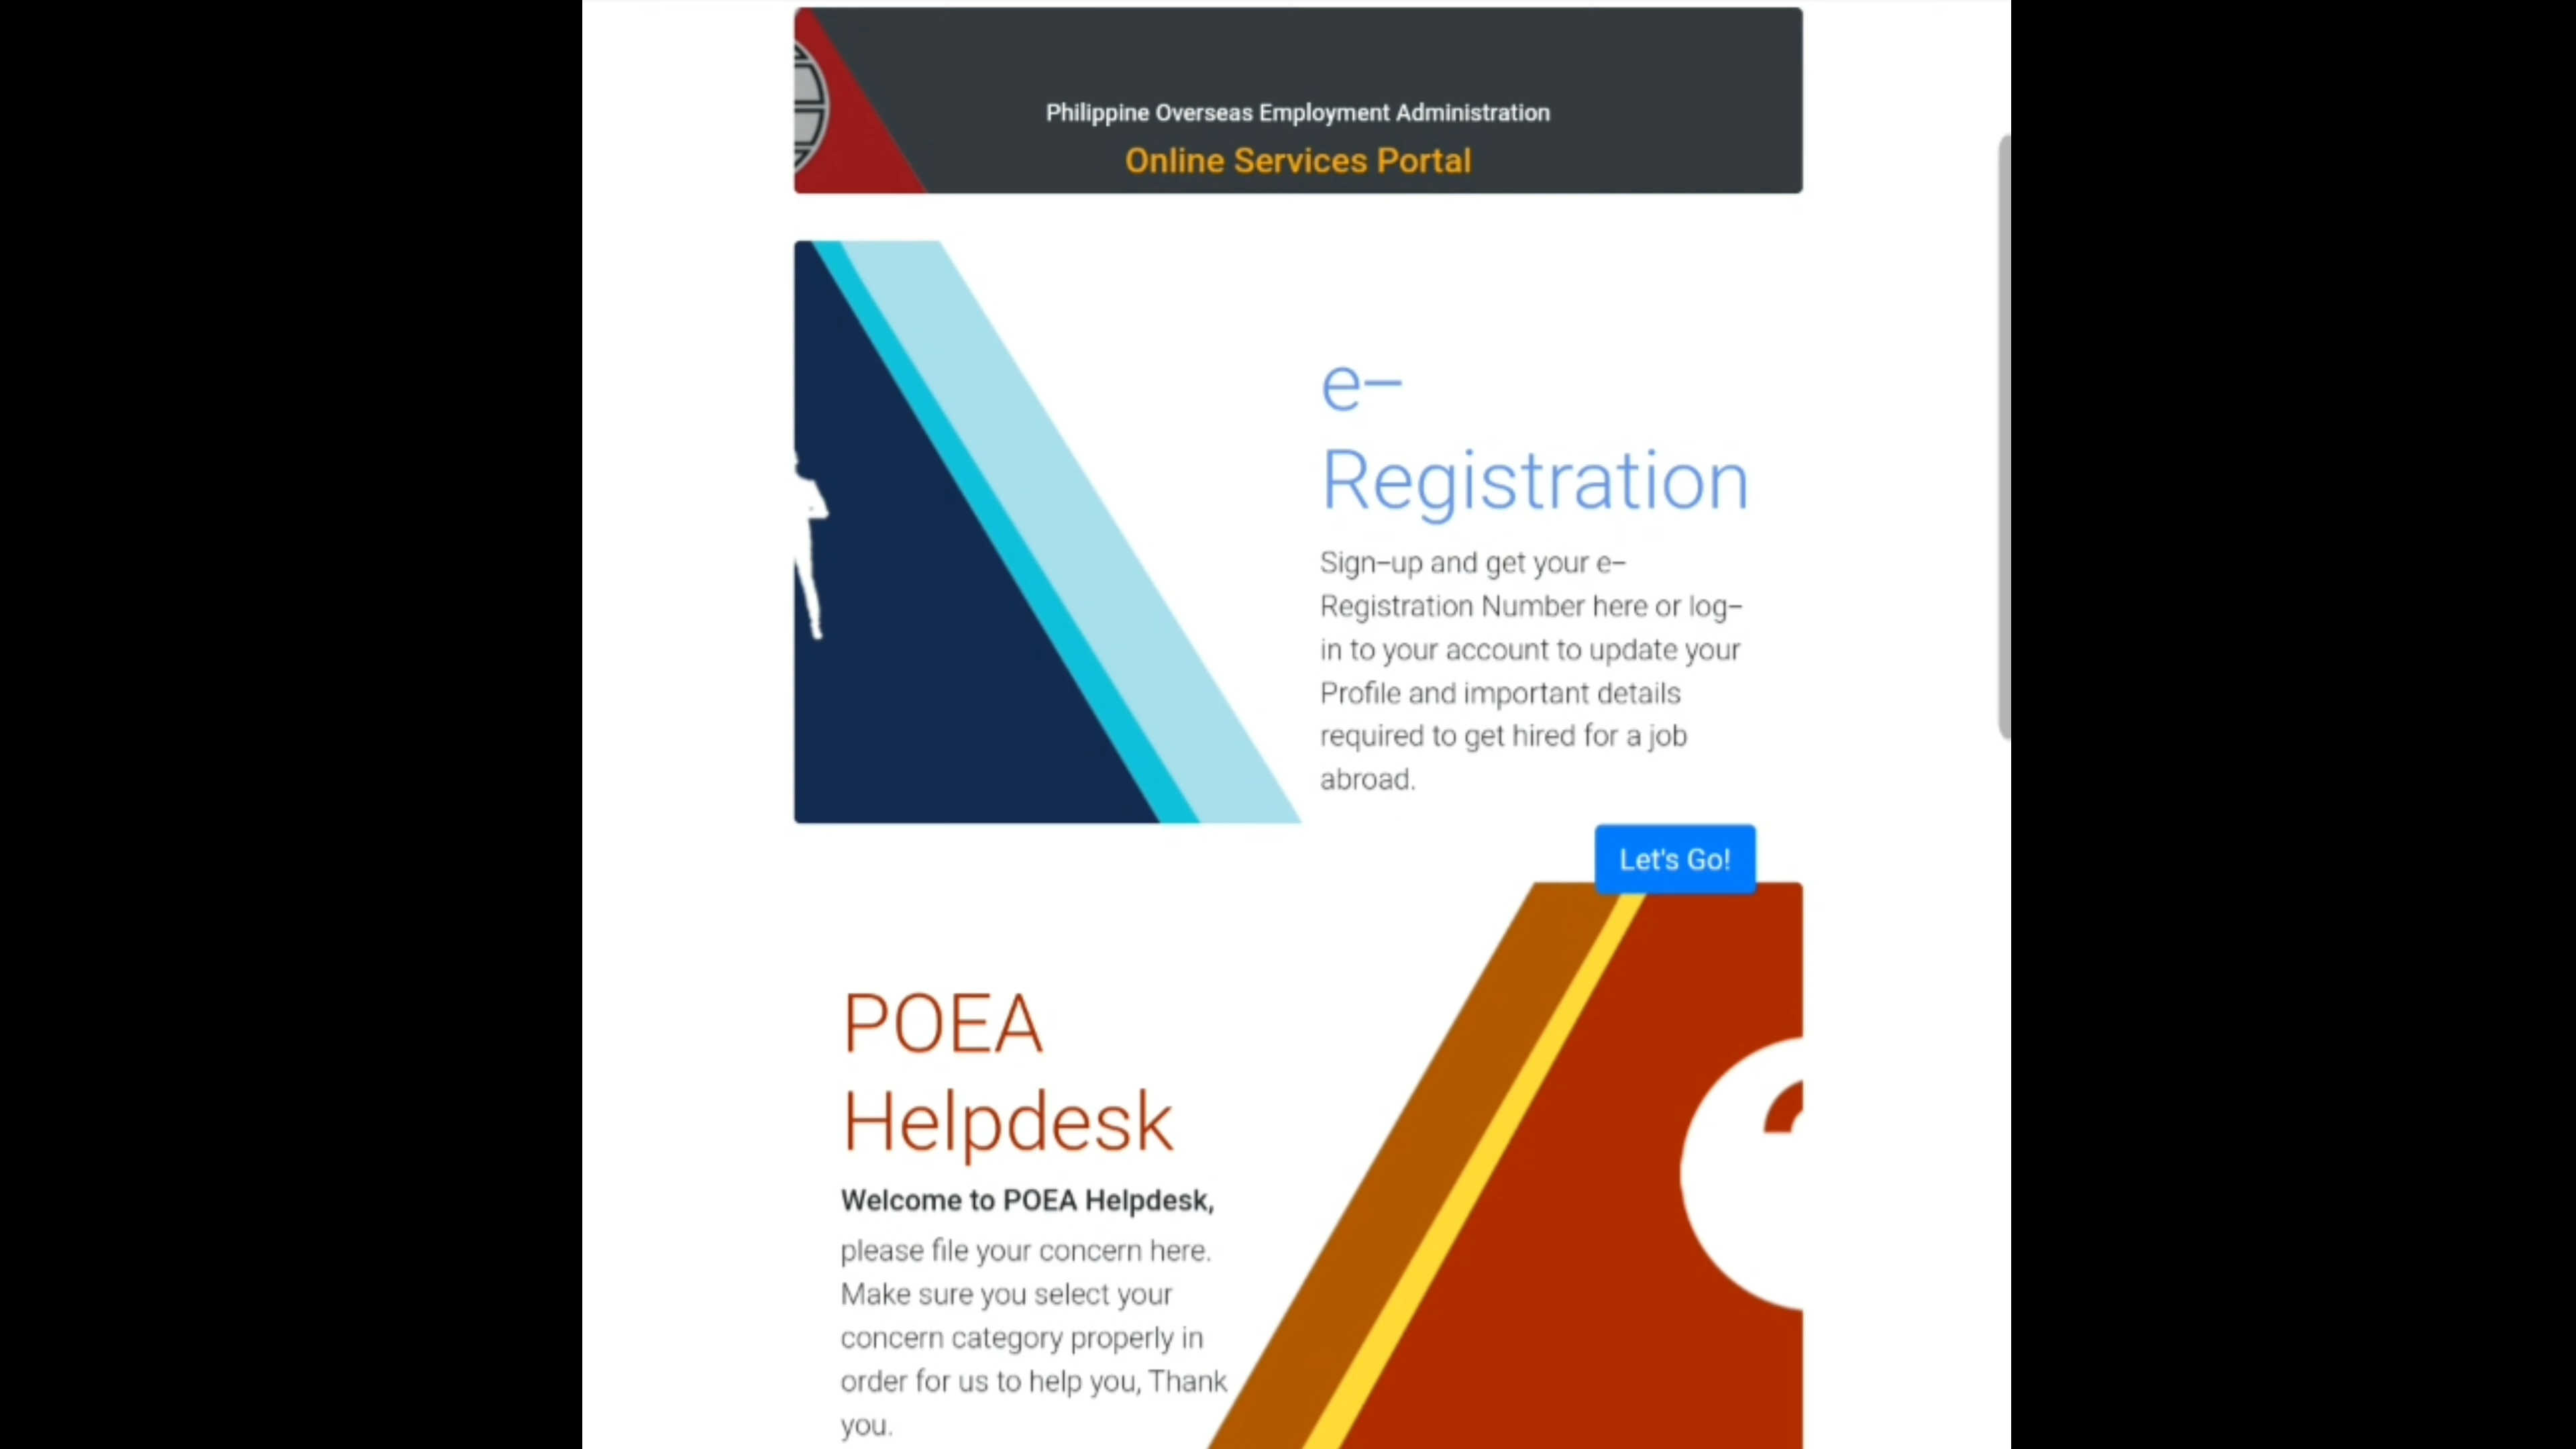 Philippine Overseas Employment Administration
Online Services Portal
e-
Registration
Sign-up and get your e-
Registration Number here or log-
in to your account to update your
Profile and important details
required to get hired for a job
abroad.
Let's Go!
POEA
Helpdesk
Welcome to POEA Helpdesk,
please file your concern here.
Make sure you select your
concern category properly in
order for us to help you, Thank
you.